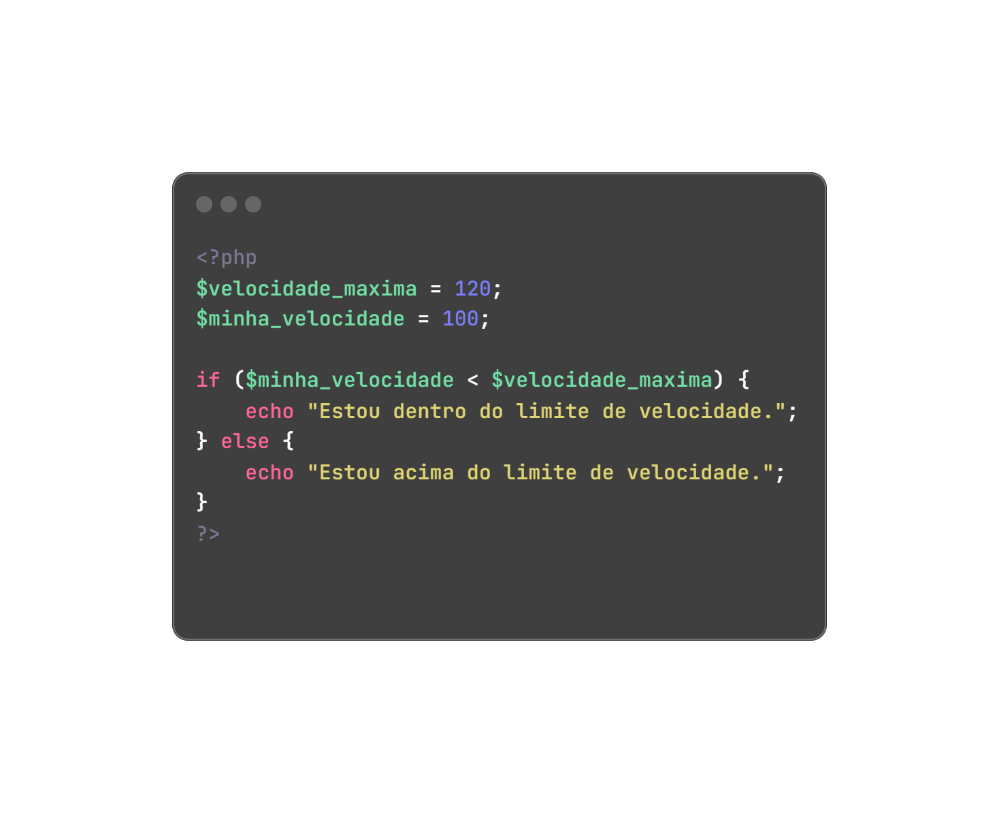 <?php
$velocidade_maxima = 120;
$minha_velocidade = 100;

if ($minha_velocidade < $velocidade_maxima) {
    echo "Estou dentro do limite de velocidade.";
} else {
    echo "Estou acima do limite de velocidade.";
}
?>